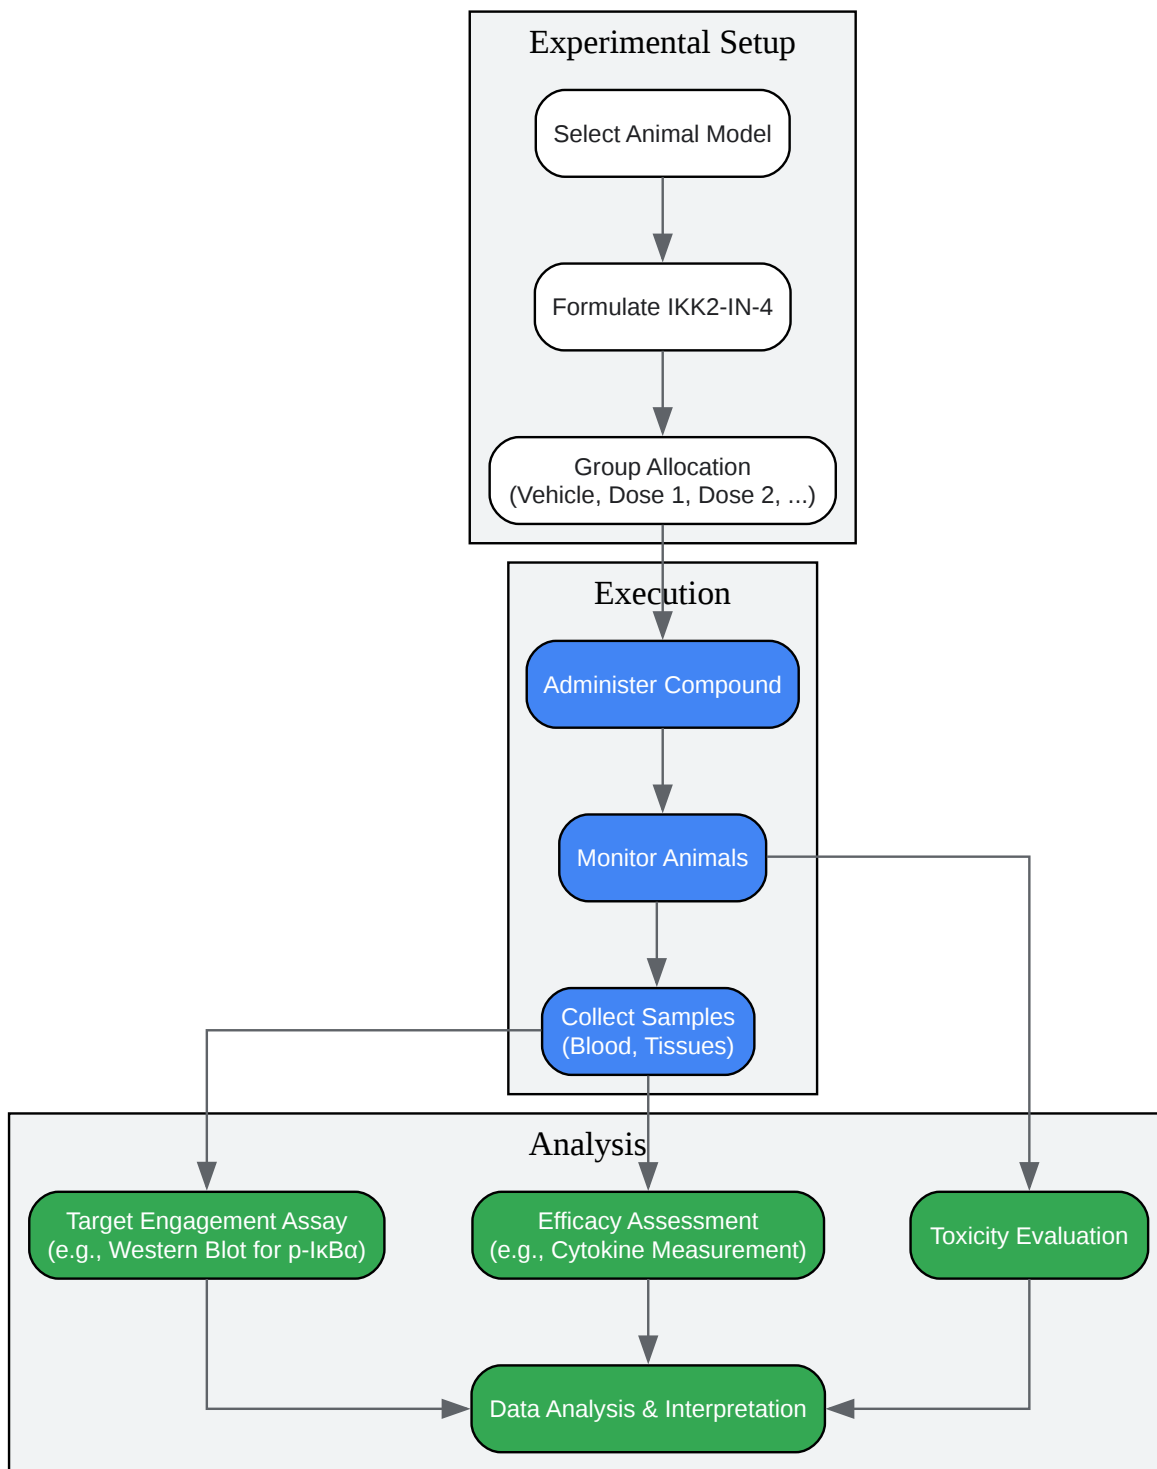 Experimental Setup
Select Animal Model
Formulate IKK2-IN-4
Group Allocation
(Vehicle, Dose 1, Dose 2, ...)
Execution
Administer Compound
Monitor Animals
Collect Samples
(Blood, Tissues)
Analysis
Target Engagement Assay
(e.g., Western Blot for p-IκBα)
Efficacy Assessment
(e.g., Cytokine Measurement)
Toxicity Evaluation
Data Analysis & Interpretation